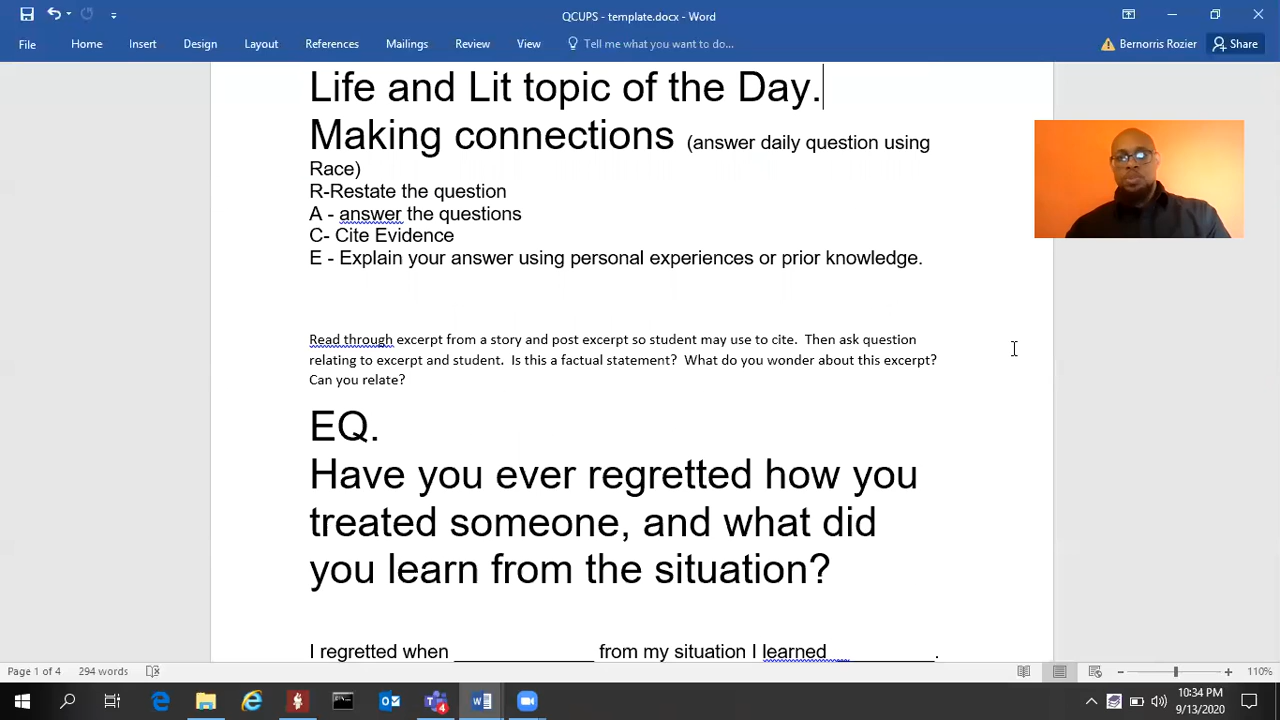 QCUPS - template.docx - Word
File Home Insert Design Layout References Mailings Review View Tell me what you want to do... Bernorris Rozier Share
Life and Lit topic of the Day.
Making connections (answer daily question using
Race)
R-Restate the question
A - answer the questions
C- Cite Evidence
E - Explain your answer using personal experiences or prior knowledge.
Read through excerpt from a story and post excerpt so student may use to cite. Then ask question
relating to excerpt and student. Is this a factual statement? What do you wonder about this excerpt?
Can you relate?
EQ.
Have you ever regretted how you
treated someone, and what did
you learn from the situation?
I regretted when _____________ from my situation I learned __________.
Page 1 of 4 294 words 110%
4
10:34 PM
9/13/2020